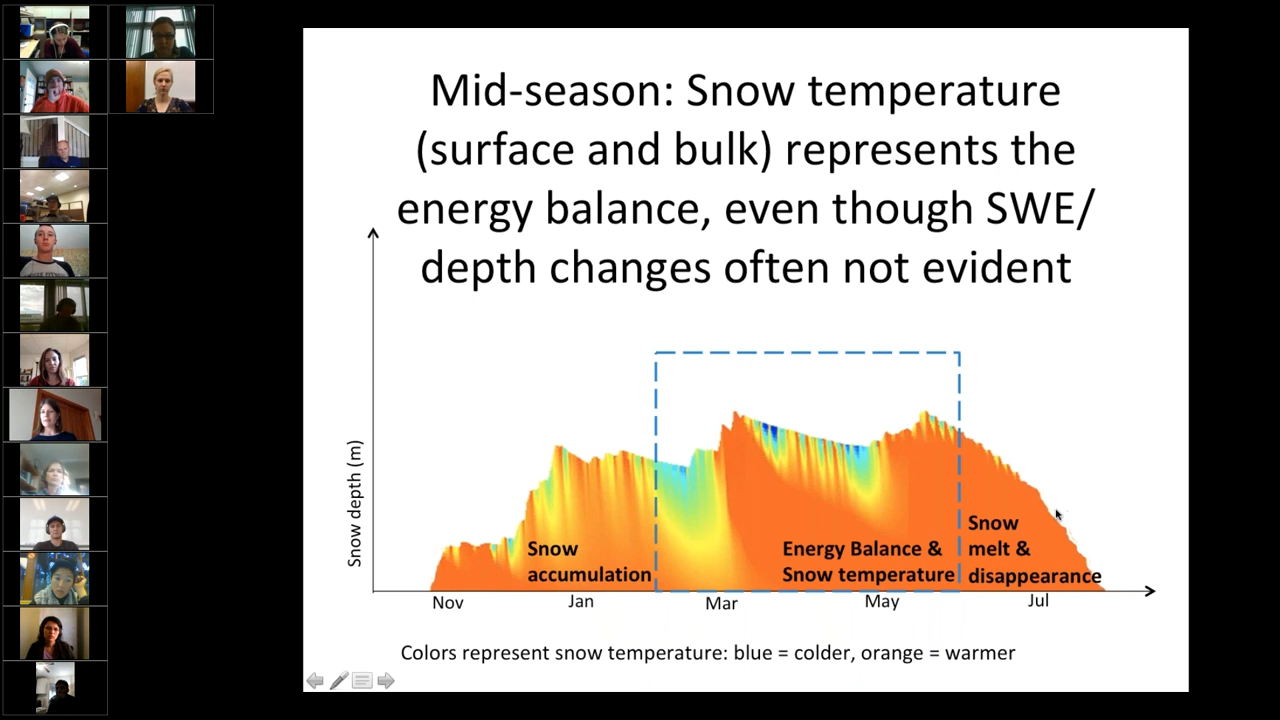 Mid-season: Snow temperature
(surface and bulk) represents the
energy balance, even though SWE/
depth changes often not evident
Snow depth (m)
Snow
accumulation
Energy Balance &
Snow temperature
Snow
melt &
disappearance
Nov
Jan
Mar
May
Jul
Colors represent snow temperature: blue = colder, orange = warmer